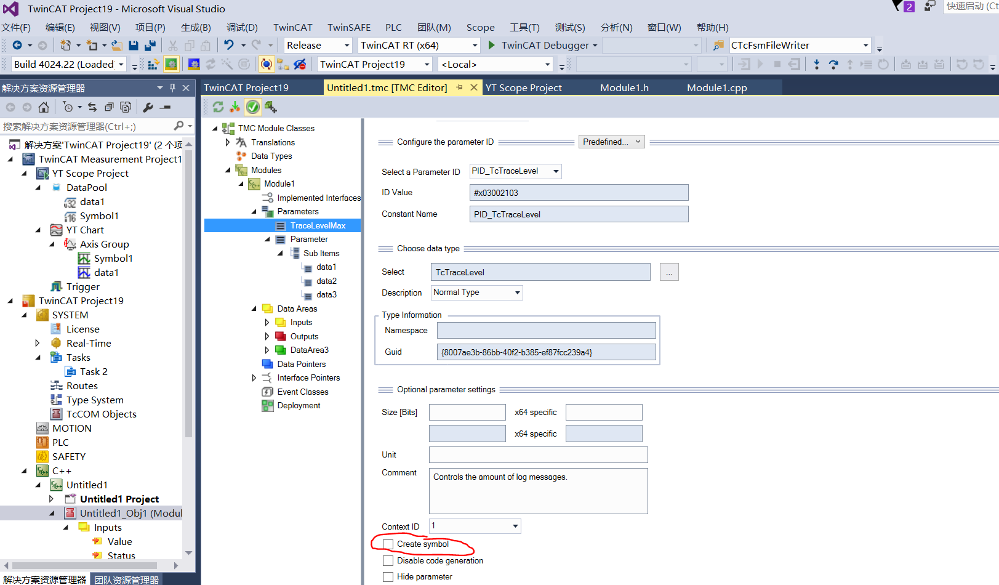 TwinCAT Project19 - Microsoft Visual Studio
2
快速启动 (Ct
文件(F) 编辑(E) 视图(V) 项目(P) 生成(B) 调试(D) TwinCAT TwinSAFE PLC 团队(M) Scope 工具(T) 测试(S) 分析(N) 窗口(W) 帮助(H)
Release TwinCAT RT (x64) TwinCAT Debugger CTcFsmFileWriter
Build 4024.22 (Loaded) TwinCAT Project19 <Local>
解决方案资源管理器
搜索解决方案资源管理器(Ctrl+;)
解决方案'TwinCAT Project19' (2 个项
TwinCAT Measurement Project1
YT Scope Project
DataPool
data1
Symbol1
YT Chart
Axis Group
Symbol1
data1
Trigger
TwinCAT Project19
SYSTEM
License
Real-Time
Tasks
Task 2
Routes
Type System
TcCOM Objects
MOTION
PLC
SAFETY
C++
Untitled1
Untitled1 Project
Untitled1_Obj1 (Modul
Inputs
Value
Status
解决方案资源管理器 团队资源管理器
TwinCAT Project19 Untitled1.tmc [TMC Editor] YT Scope Project Module1.h Module1.cpp
TMC Module Classes
Translations
Data Types
Modules
Module1
Implemented Interfaces
Parameters
TraceLevelMax
Parameter
Sub Items
data1
data2
data3
Data Areas
Inputs
Outputs
DataArea3
Data Pointers
Interface Pointers
Event Classes
Deployment
Configure the parameter ID Predefined...
Select a Parameter ID PID_TcTraceLevel
ID Value #x03002103
Constant Name PID_TcTraceLevel
Choose data type
Select TcTraceLevel ...
Description Normal Type
Type Information
Namespace
Guid {8007ae3b-86bb-40f2-b385-ef87fcc239a4}
Optional parameter settings
Size [Bits] x64 specific
x64 specific
Unit
Comment Controls the amount of log messages.
Context ID 1
Create symbol
Disable code generation
Hide parameter